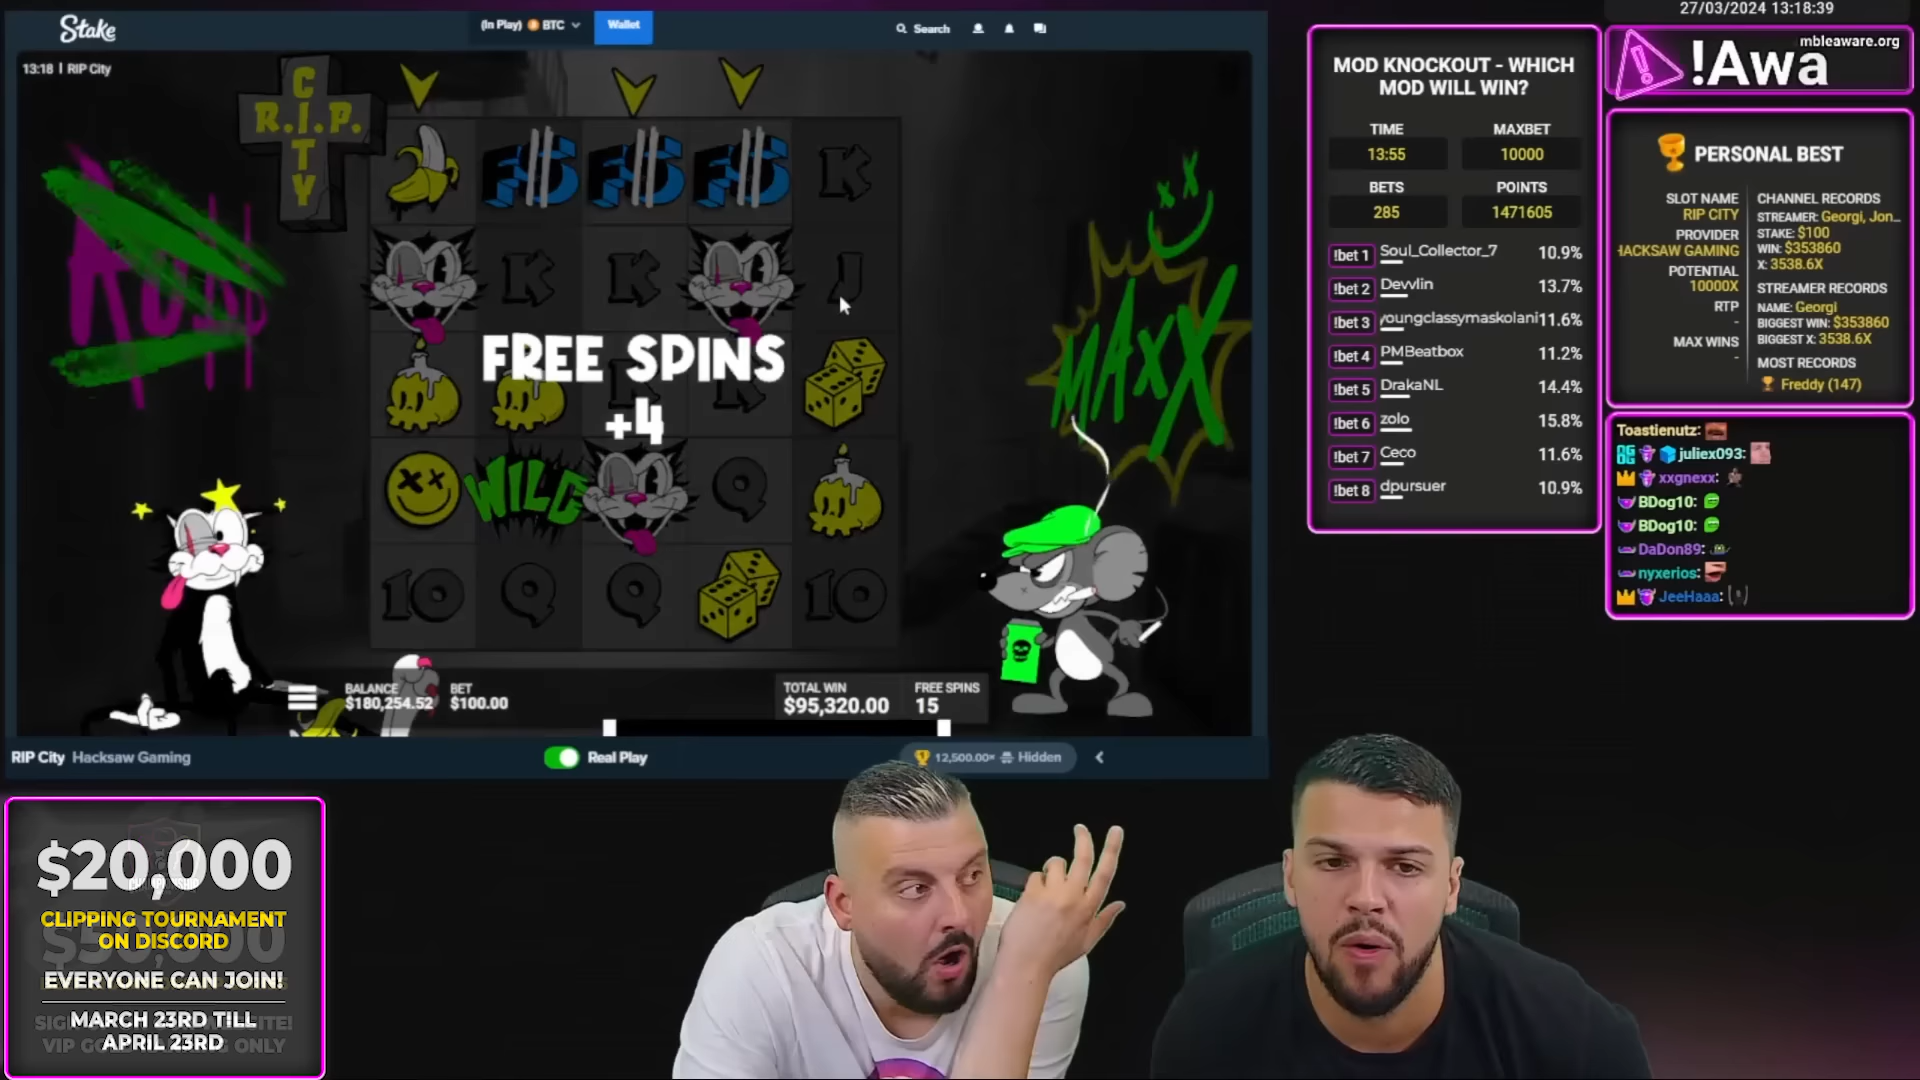 27/03/2024 13:18:39
Stake
(In Play) BTC
Wallet
Search
13:18 | RIP City
R.I.P.
CITY
FS FS FS K
K K J
FREE SPINS
+4
WILD Q
10 Q Q 10
MAXX
BALANCE
$180,254.52
BET
$100.00
TOTAL WIN
$95,320.00
FREE SPINS
15
RIP City Hacksaw Gaming
Real Play
12,500.00× Hidden
MOD KNOCKOUT - WHICH
MOD WILL WIN?
TIME MAXBET
13:55 10000
BETS POINTS
285 1471605
!bet 1 Soul_Collector_7 10.9%
!bet 2 Devvlin 13.7%
!bet 3 youngclassymaskolani 11.6%
!bet 4 PMBeatbox 11.2%
!bet 5 DrakaNL 14.4%
!bet 6 zolo 15.8%
!bet 7 Ceco 11.6%
!bet 8 dpursuer 10.9%
mbleaware.org
!Awa
PERSONAL BEST
SLOT NAME
RIP CITY
PROVIDER
HACKSAW GAMING
POTENTIAL
10000X
RTP
-
MAX WINS
-
CHANNEL RECORDS
STREAMER: Georgi, Jon...
STAKE: $100
WIN: $353860
X: 3538.6X
STREAMER RECORDS
NAME: Georgi
BIGGEST WIN: $353860
BIGGEST X: 3538.6X
MOST RECORDS
Freddy (147)
Toastienutz:
juliex093:
xxgnexx:
BDog10:
BDog10:
DaDon89:
nyxerios:
JeeHaaa:
$20,000
CLIPPING TOURNAMENT
ON DISCORD
EVERYONE CAN JOIN!
MARCH 23RD TILL
APRIL 23RD